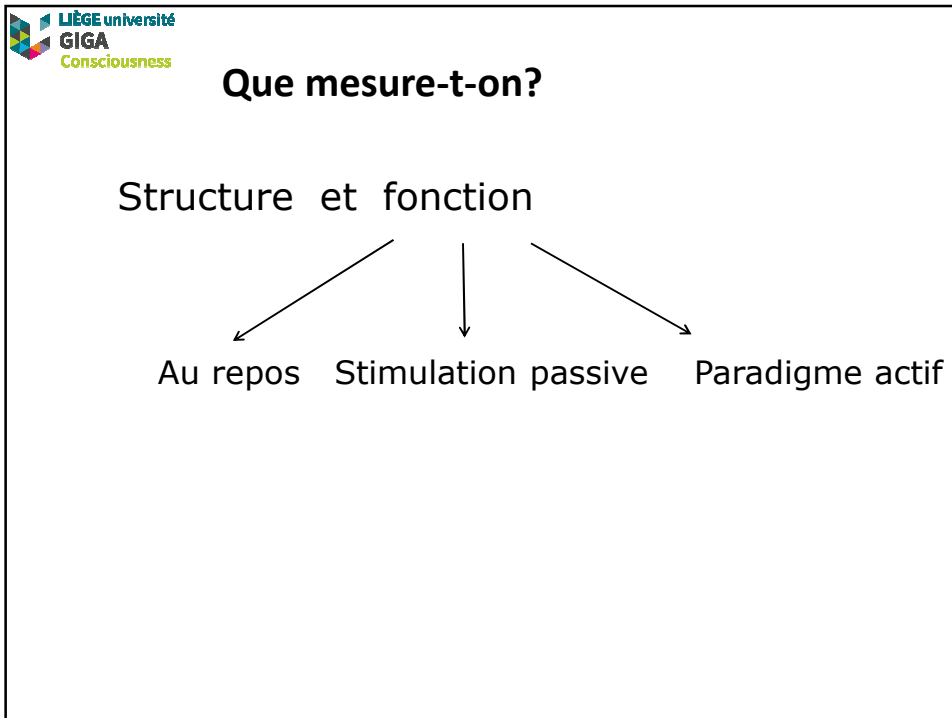 LIÈGE université
GIGA
Consciousness
Que mesure-t-on?
Structure et fonction
Au repos Stimulation passive Paradigme actif